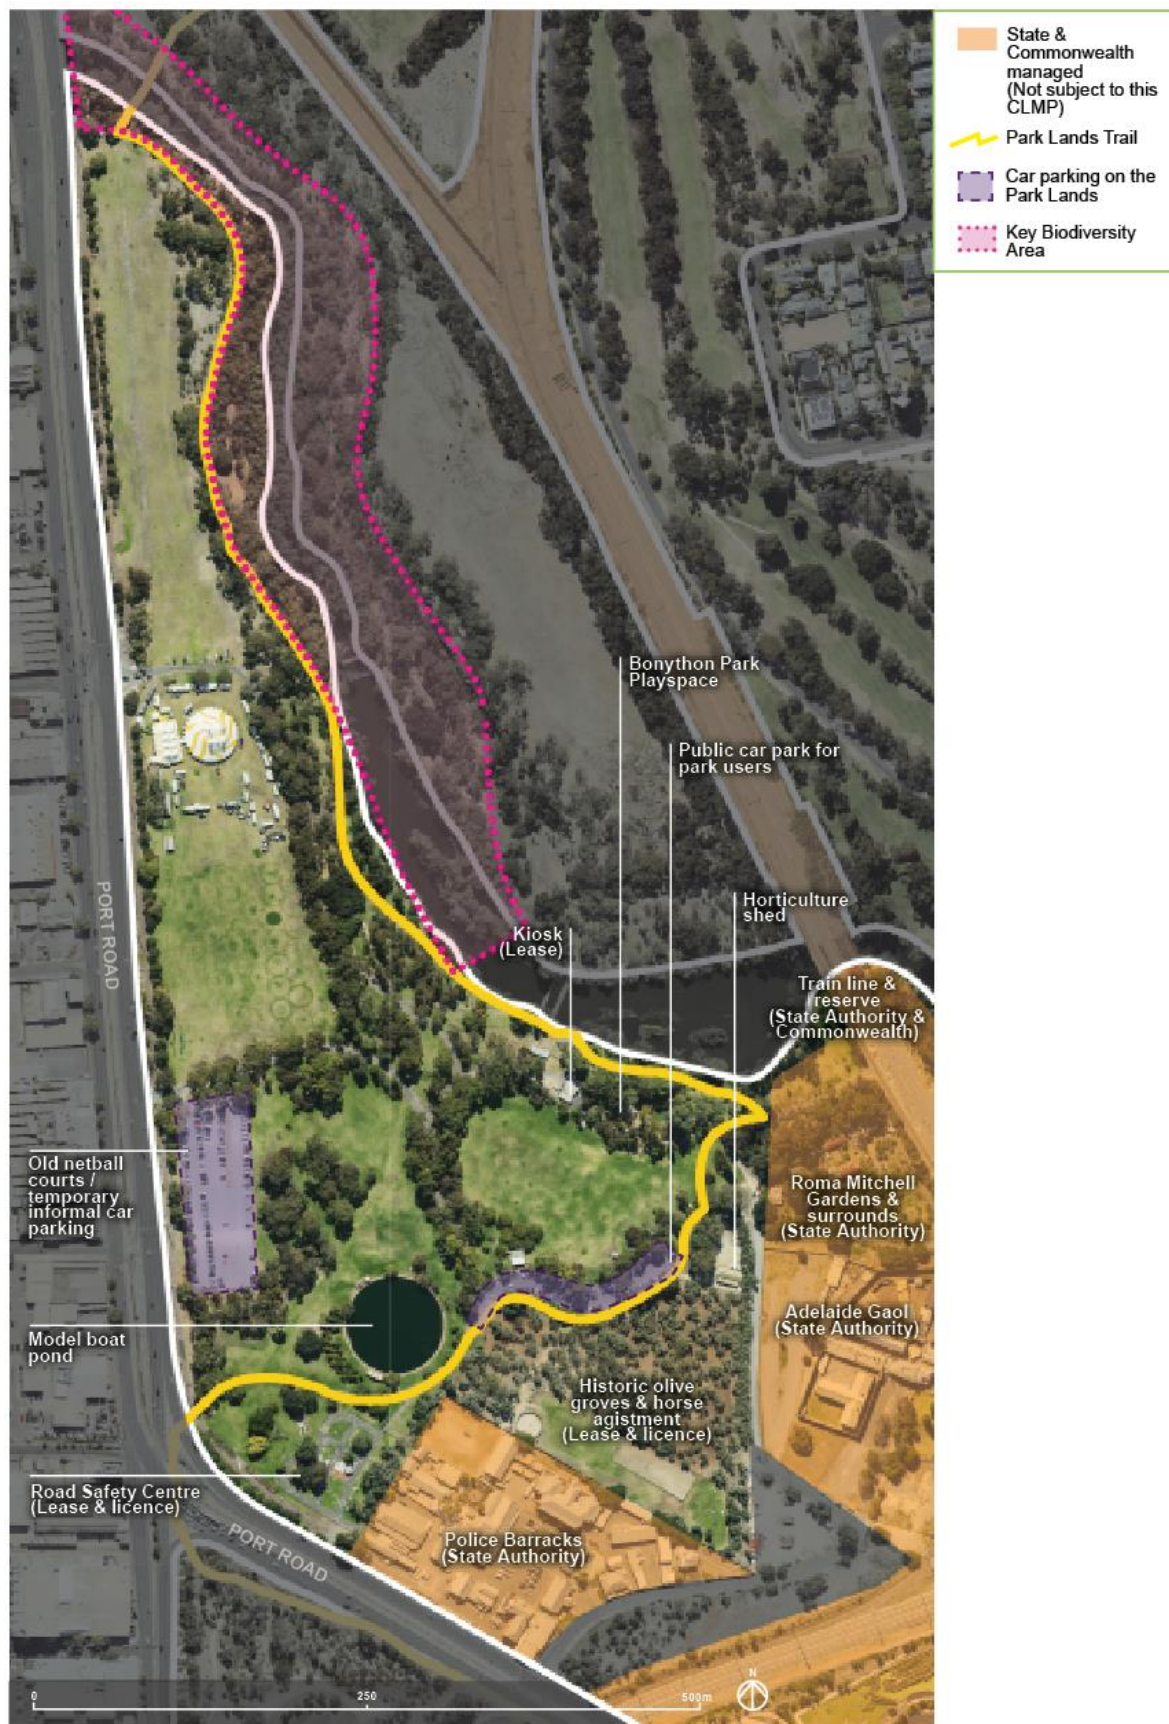 State &
Commonwealth
managed
(Not subject to this
CLMP)
Park Lands Trail
Car parking on the
Park Lands
Key Biodiversity
Area
Bonython Park
Playspace
Public car park for
park users
Horticulture
shed
PORT ROAD
Kiosk
(Lease)
Train line &
reserve
(State Authority &
Commonwealth)
Old netball
courts /
temporary
informal car
parking
Roma Mitchell
Gardens &
surrounds
(State Authority)
Adelaide Gaol
(State Authority)
Model boat
pond
Historic olive
groves & horse
agistment
(Lease & licence)
Road Safety Centre
(Lease & licence)
Police Barracks
(State Authority)
PORT ROAD
N
0 250 500m